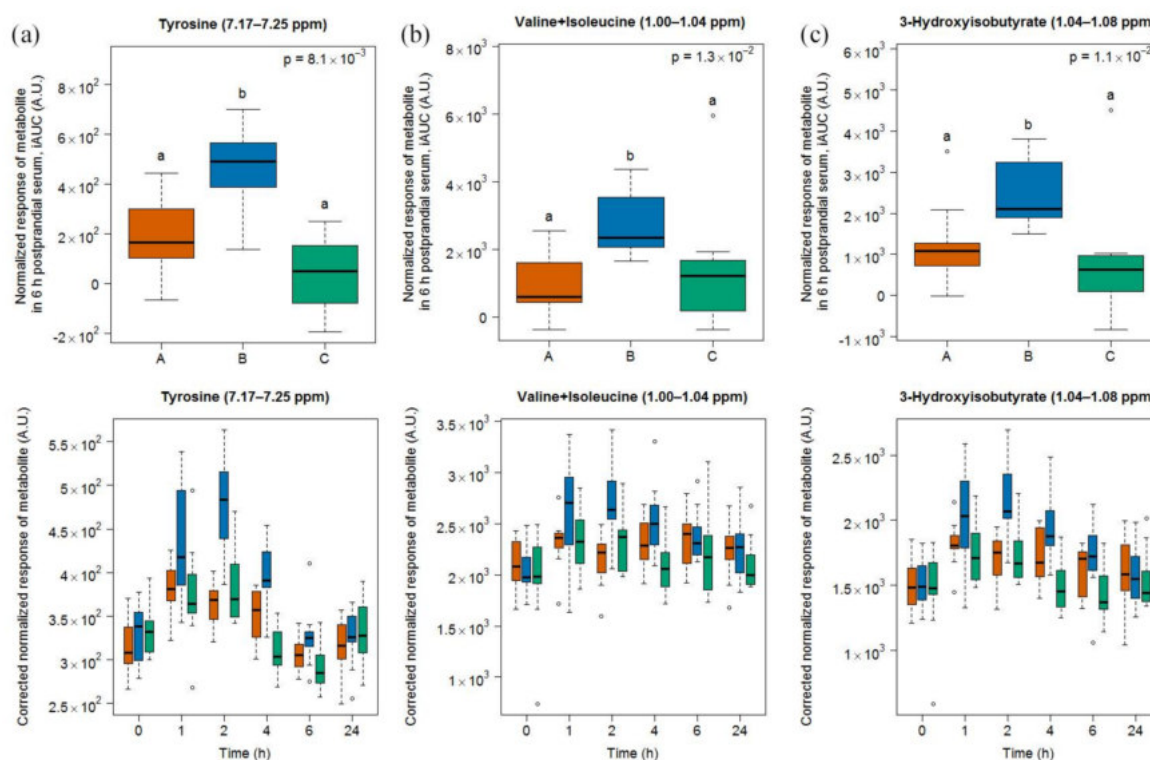 (a)
Tyrosine (7.17–7.25 ppm)
p = 8.1 × 10⁻³
Normalized response of metabolite
in 6 h postprandial serum, iAUC (A.U.)
8 × 10²
6 × 10²
4 × 10²
2 × 10²
0
-2 × 10²
a
b
a
A B C
(b)
Valine+Isoleucine (1.00–1.04 ppm)
p = 1.3 × 10⁻²
Normalized response of metabolite
in 6 h postprandial serum, iAUC (A.U.)
8 × 10³
6 × 10³
4 × 10³
2 × 10³
0
a
b
a
A B C
(c)
3-Hydroxyisobutyrate (1.04–1.08 ppm)
p = 1.1 × 10⁻²
Normalized response of metabolite
in 6 h postprandial serum, iAUC (A.U.)
6 × 10³
5 × 10³
4 × 10³
3 × 10³
2 × 10³
1 × 10³
0
-1 × 10³
a
b
a
A B C
Tyrosine (7.17–7.25 ppm)
Corrected normalized response of metabolite (A.U.)
5.5 × 10²
5 × 10²
4.5 × 10²
4 × 10²
3.5 × 10²
3 × 10²
2.5 × 10²
0 1 2 4 6 24
Time (h)
Valine+Isoleucine (1.00–1.04 ppm)
Corrected normalized response of metabolite (A.U.)
3.5 × 10³
3 × 10³
2.5 × 10³
2 × 10³
1.5 × 10³
1 × 10³
0 1 2 4 6 24
Time (h)
3-Hydroxyisobutyrate (1.04–1.08 ppm)
Corrected normalized response of metabolite (A.U.)
2.5 × 10³
2 × 10³
1.5 × 10³
1 × 10³
0 1 2 4 6 24
Time (h)